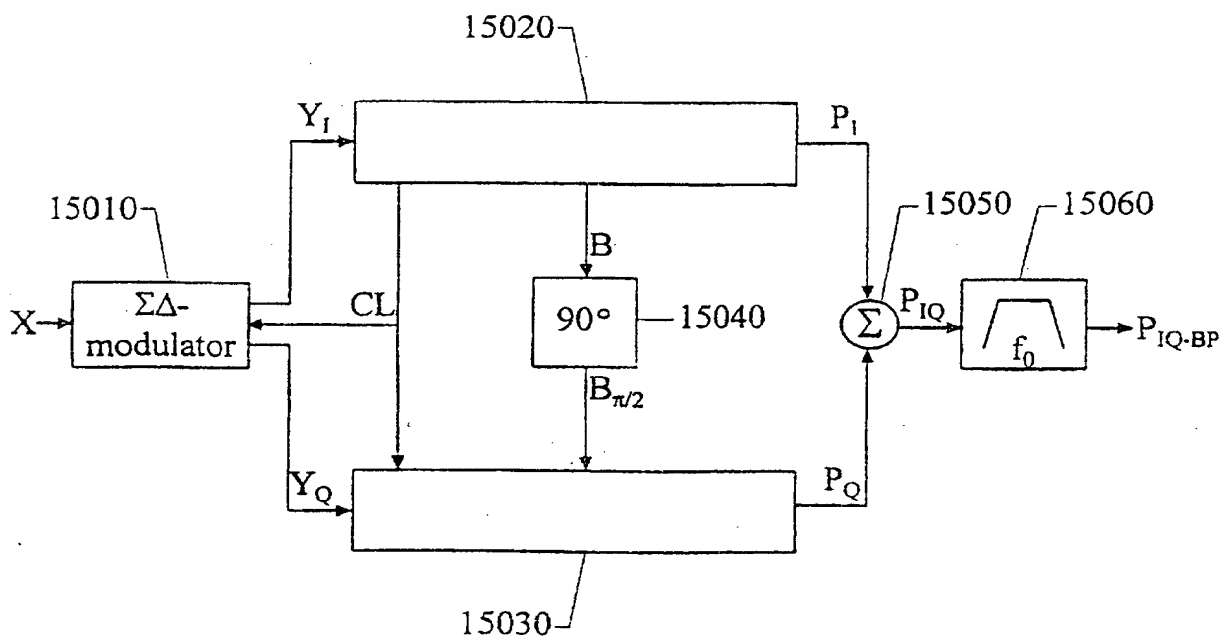 15020
Y_I
P_I
15010
15050
15060
X
ΣΔ-
modulator
CL
B
90°
15040
B_π/2
Σ
P_IQ
f_0
P_IQ-BP
Y_Q
P_Q
15030